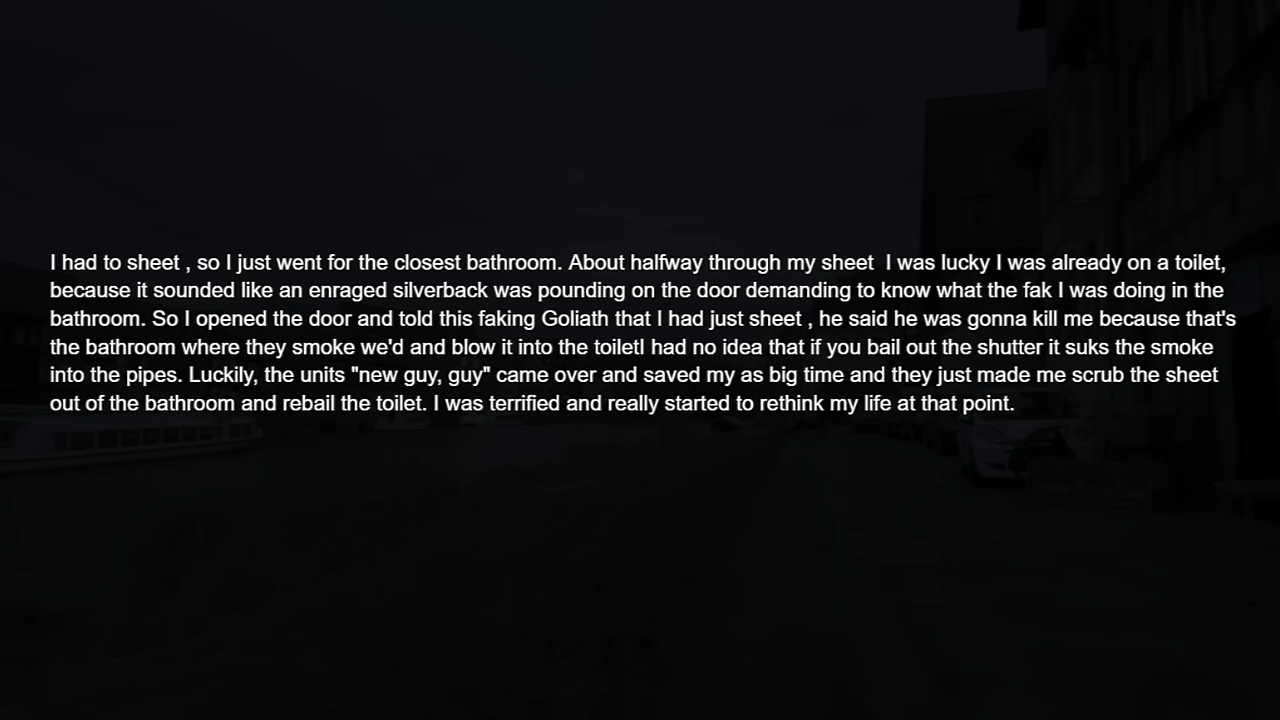 I had to sheet , so I just went for the closest bathroom. About halfway through my sheet  I was lucky I was already on a toilet,
because it sounded like an enraged silverback was pounding on the door demanding to know what the fak I was doing in the
bathroom. So I opened the door and told this faking Goliath that I had just sheet , he said he was gonna kill me because that's
the bathroom where they smoke we'd and blow it into the toiletI had no idea that if you bail out the shutter it suks the smoke
into the pipes. Luckily, the units "new guy, guy" came over and saved my as big time and they just made me scrub the sheet
out of the bathroom and rebail the toilet. I was terrified and really started to rethink my life at that point.